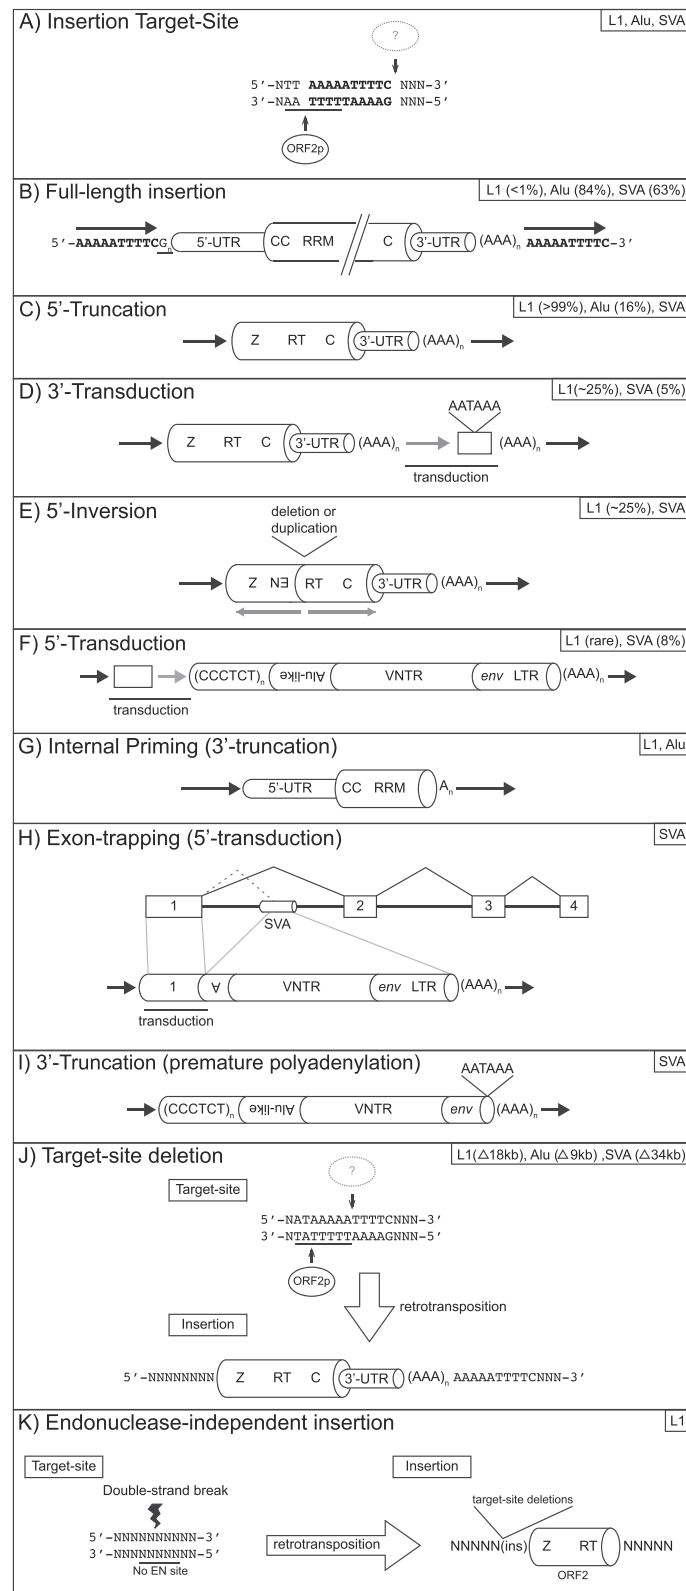 A) Insertion Target-Site
L1, Alu, SVA
?
5’-NTT AAAAATTTTC NNN-3’
3’-NAA TTTTTAAAAG NNN-5’
ORF2p
B) Full-length insertion
L1 (<1%), Alu (84%), SVA (63%)
5’-AAAAATTTTCGn 5’-UTR CC RRM C 3’-UTR (AAA)n AAAAATTTTC-3’
C) 5’-Truncation
L1 (>99%), Alu (16%), SVA
Z RT C 3’-UTR (AAA)n
D) 3’-Transduction
L1(~25%), SVA (5%)
AATAAA
Z RT C 3’-UTR (AAA)n (AAA)n
transduction
E) 5’-Inversion
L1 (~25%), SVA
deletion or
duplication
Z EN RT C 3’-UTR (AAA)n
F) 5’-Transduction
L1 (rare), SVA (8%)
(CCCTCT)n Alu-like VNTR env LTR (AAA)n
transduction
G) Internal Priming (3’-truncation)
L1, Alu
5’-UTR CC RRM An
H) Exon-trapping (5’-transduction)
SVA
1 2 3 4
SVA
1 A VNTR env LTR (AAA)n
transduction
I) 3’-Truncation (premature polyadenylation)
SVA
AATAAA
(CCCTCT)n Alu-like VNTR env (AAA)n
J) Target-site deletion
L1(△18kb), Alu (△9kb) ,SVA (△34kb)
?
Target-site
5’-NATAAAAATTTTCNNN-3’
3’-NTATTTTTAAAAGNNN-5’
ORF2p
retrotransposition
Insertion
5’-NNNNNNNN Z RT C 3’-UTR (AAA)n AAAAATTTTCNNN-3’
K) Endonuclease-independent insertion
L1
Target-site
Insertion
Double-strand break
target-site deletions
5’-NNNNNNNNNN-3’
3’-NNNNNNNNNN-5’
No EN site
retrotransposition
NNNNN(ins) Z RT NNNNN
ORF2